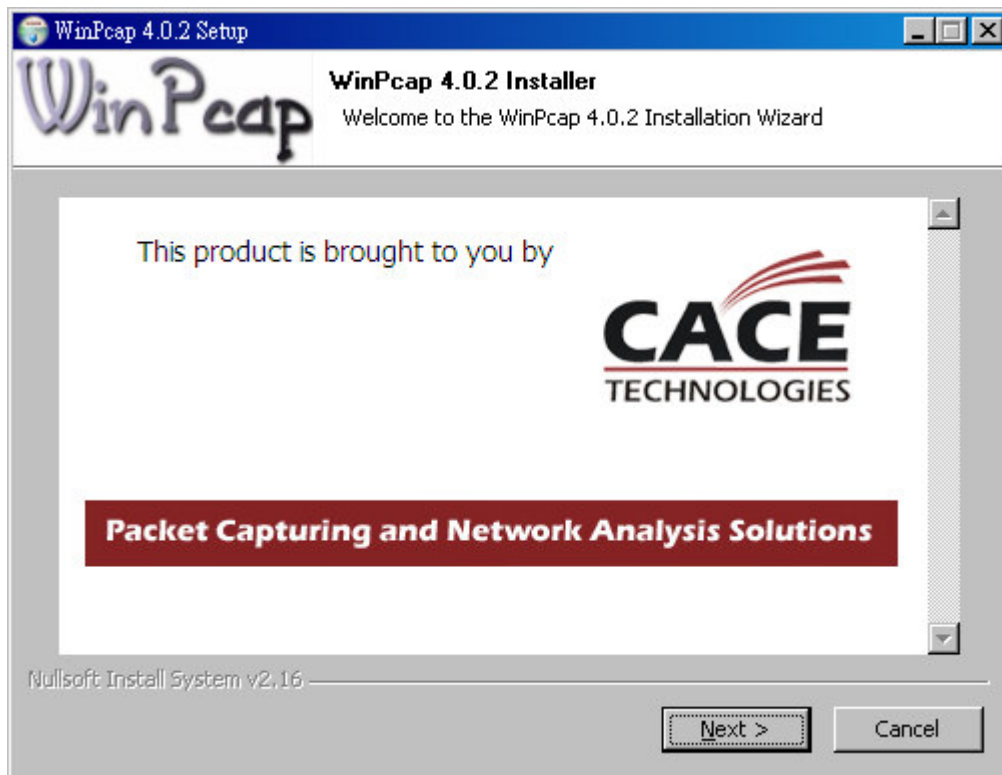 WinPcap 4.0.2 Setup
WinPcap
WinPcap 4.0.2 Installer
Welcome to the WinPcap 4.0.2 Installation Wizard
This product is brought to you by
CACE
TECHNOLOGIES
Packet Capturing and Network Analysis Solutions
Nullsoft Install System v2.16
Next >
Cancel